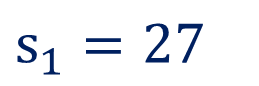 s₁ = 27